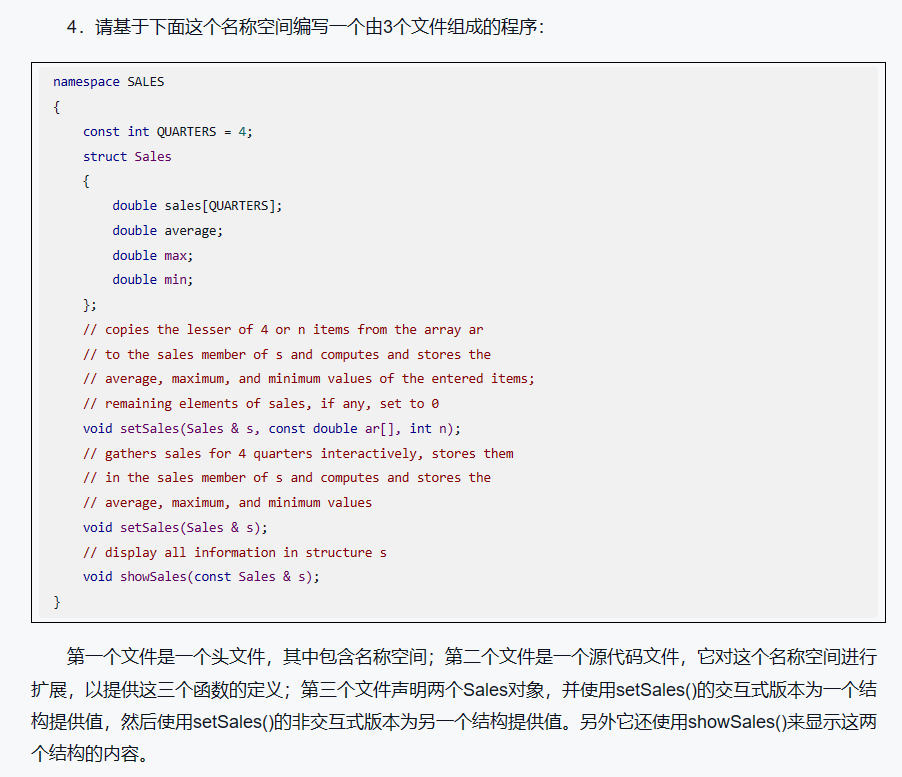 4．请基于下面这个名称空间编写一个由3个文件组成的程序：
namespace SALES
{
    const int QUARTERS = 4;
    struct Sales
    {
        double sales[QUARTERS];
        double average;
        double max;
        double min;
    };
    // copies the lesser of 4 or n items from the array ar
    // to the sales member of s and computes and stores the
    // average, maximum, and minimum values of the entered items;
    // remaining elements of sales, if any, set to 0
    void setSales(Sales & s, const double ar[], int n);
    // gathers sales for 4 quarters interactively, stores them
    // in the sales member of s and computes and stores the
    // average, maximum, and minimum values
    void setSales(Sales & s);
    // display all information in structure s
    void showSales(const Sales & s);
}
第一个文件是一个头文件，其中包含名称空间；第二个文件是一个源代码文件，它对这个名称空间进行
扩展，以提供这三个函数的定义；第三个文件声明两个Sales对象，并使用setSales()的交互式版本为一个结
构提供值，然后使用setSales()的非交互式版本为另一个结构提供值。另外它还使用showSales()来显示这两
个结构的内容。